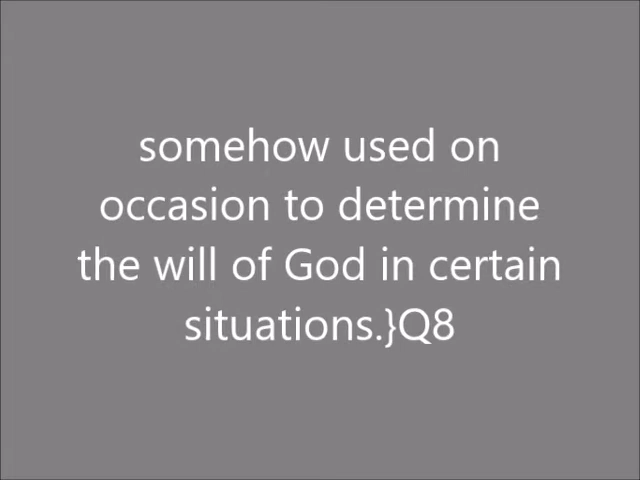 somehow used on
occasion to determine
the will of God in certain
situations.}Q8